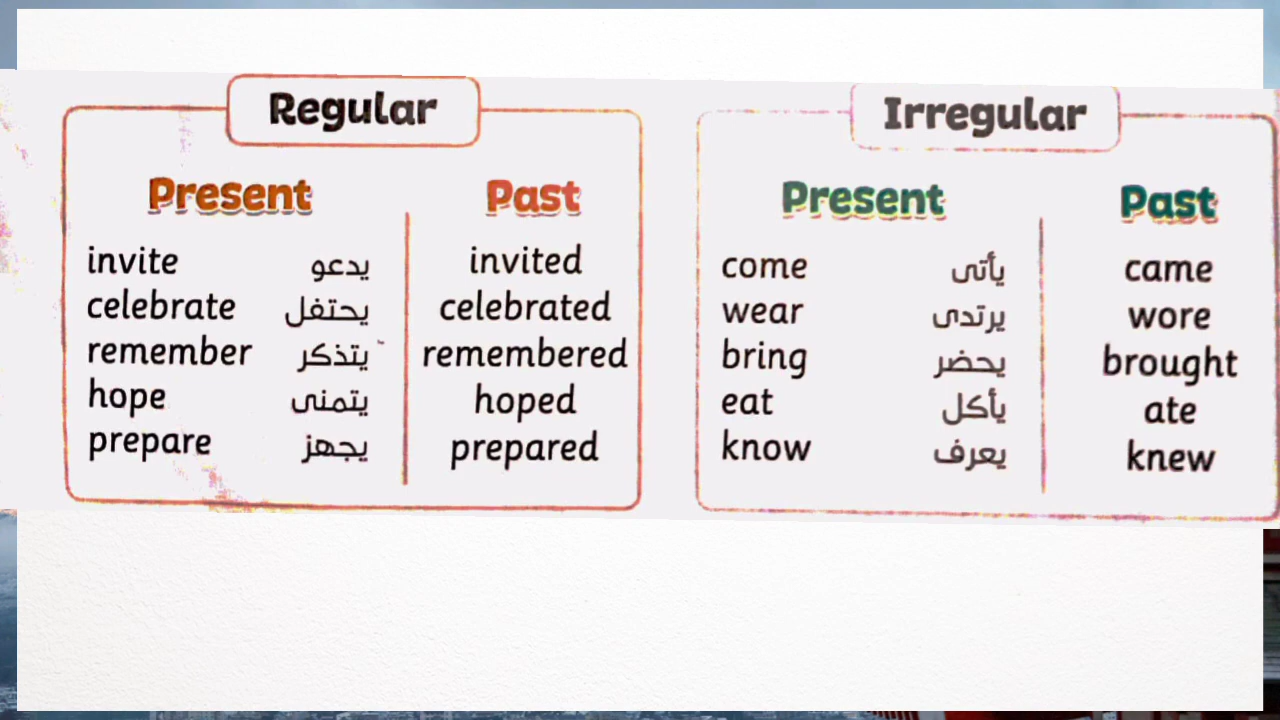 Regular
Present Past
invite يدعو invited
celebrate يحتفل celebrated
remember يتذكر remembered
hope يتمنى hoped
prepare يجهز prepared
Irregular
Present Past
come يأتى came
wear يرتدى wore
bring يحضر brought
eat يأكل ate
know يعرف knew